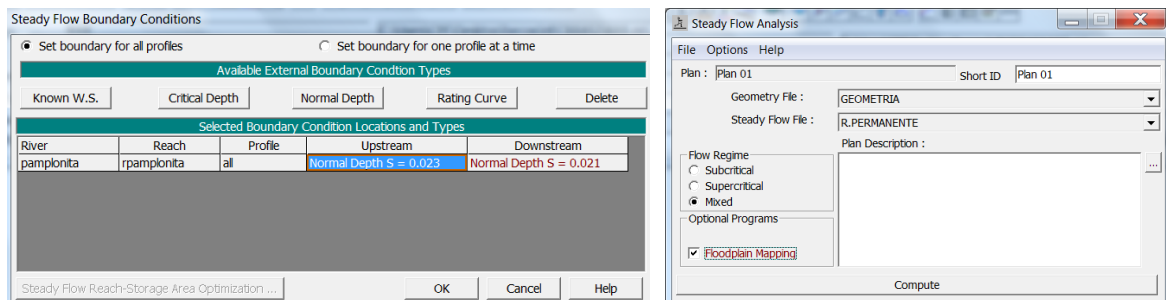 Steady Flow Boundary Conditions
Set boundary for all profiles Set boundary for one profile at a time
Available External Boundary Condtion Types
Known W.S. Critical Depth Normal Depth Rating Curve Delete
Selected Boundary Condition Locations and Types
River Reach Profile Upstream Downstream
pamplonita rpamplonita all Normal Depth S = 0.023 Normal Depth S = 0.021
Steady Flow Reach-Storage Area Optimization ... OK Cancel Help
Steady Flow Analysis
File Options Help
Plan : Plan 01 Short ID Plan 01
Geometry File : GEOMETRIA
Steady Flow File : R.PERMANENTE
Plan Description :
Flow Regime
Subcritical
Supercritical
Mixed
...
Optional Programs
Floodplain Mapping
Compute